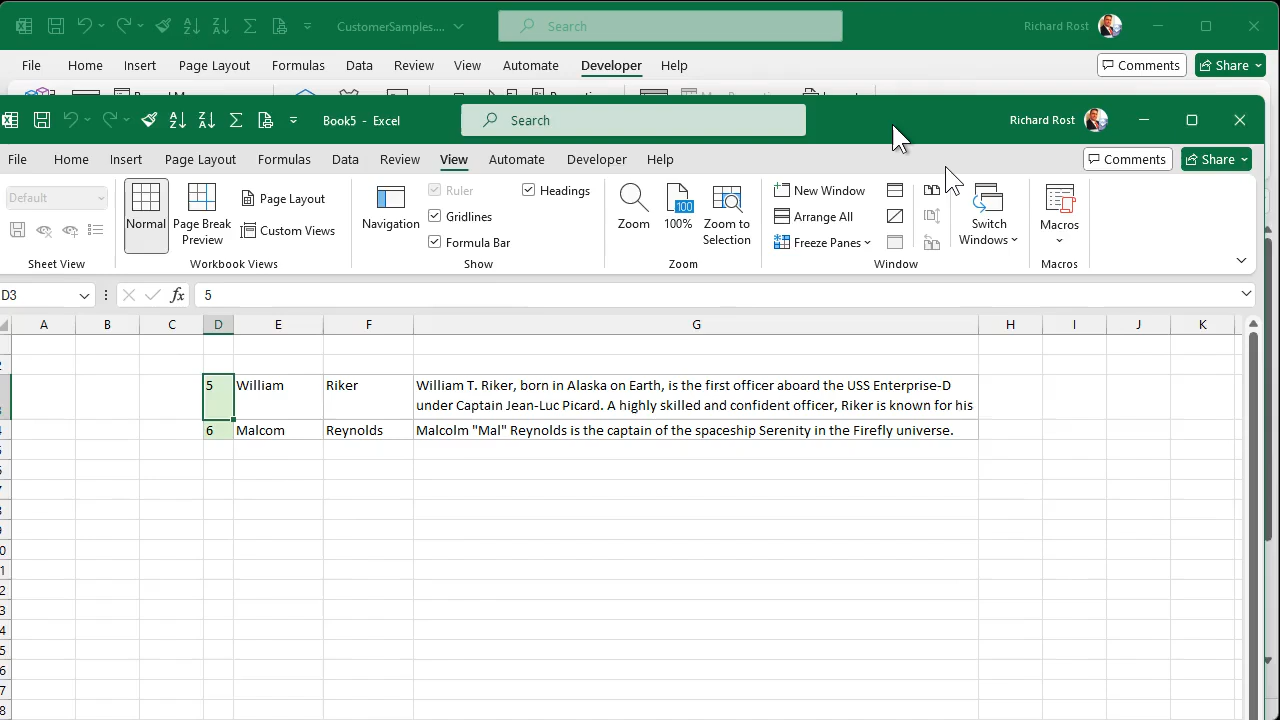 CustomerSamples....
Search
Richard Rost
File Home Insert Page Layout Formulas Data Review View Automate Developer Help
Comments Share
Book5 - Excel
Search
Richard Rost
File Home Insert Page Layout Formulas Data Review View Automate Developer Help
Comments Share
Default
Normal
Page Break
Preview
Page Layout
Custom Views
Navigation
Ruler
Gridlines
Formula Bar
Headings
Zoom
100
100%
Zoom to
Selection
New Window
Arrange All
Freeze Panes
Switch
Windows
Macros
Sheet View Workbook Views Show Zoom Window Macros
D3 fx 5
A B C D E F G H I J K
5 William Riker William T. Riker, born in Alaska on Earth, is the first officer aboard the USS Enterprise-D
under Captain Jean-Luc Picard. A highly skilled and confident officer, Riker is known for his
6 Malcom Reynolds Malcolm "Mal" Reynolds is the captain of the spaceship Serenity in the Firefly universe.